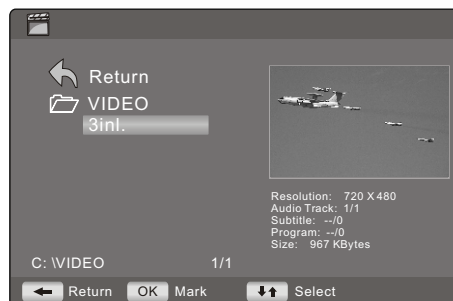 Return
VIDEO
3inl.
Resolution: 720 X 480
Audio Track: 1/1
Subtitle: --/0
Program: --/0
Size: 967 KBytes
C: \VIDEO 1/1
Return OK Mark Select